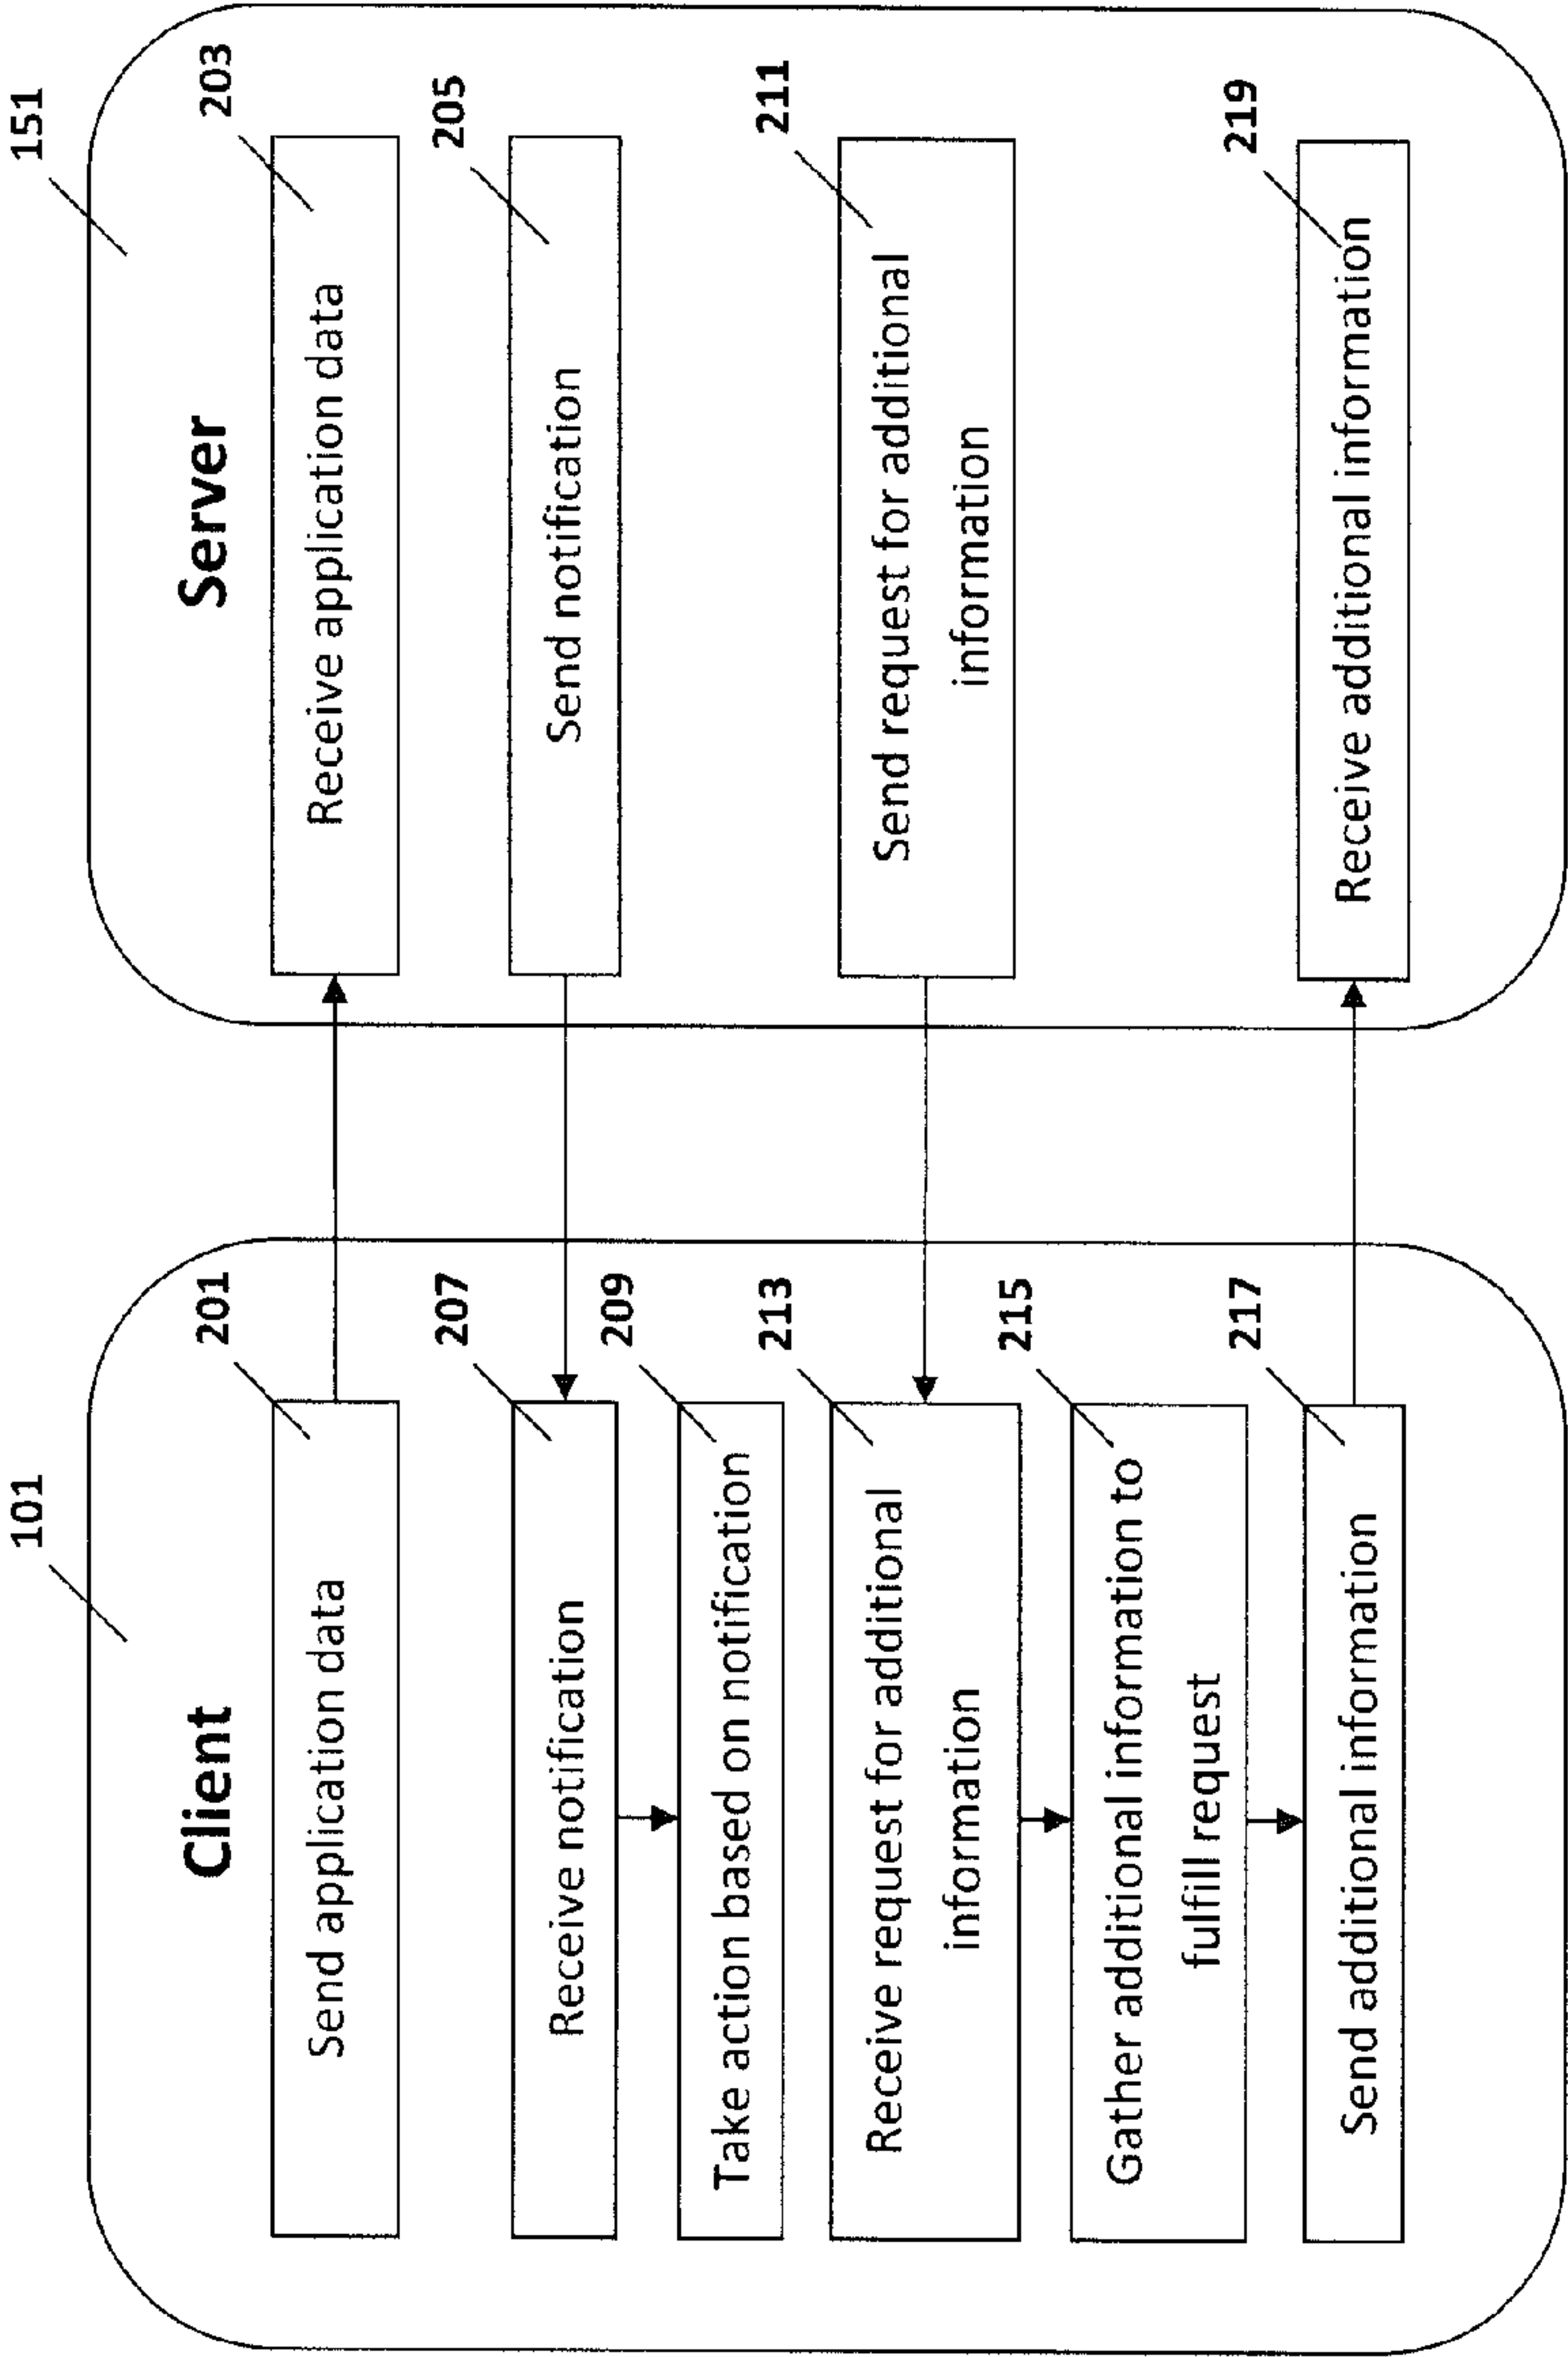 101
Client
201
Send application data
207
Receive notification
209
Take action based on notification
213
Receive request for additional
information
215
Gather additional information to
fulfill request
217
Send additional information
151
Server
203
Receive application data
205
Send notification
211
Send request for additional
information
219
Receive additional information